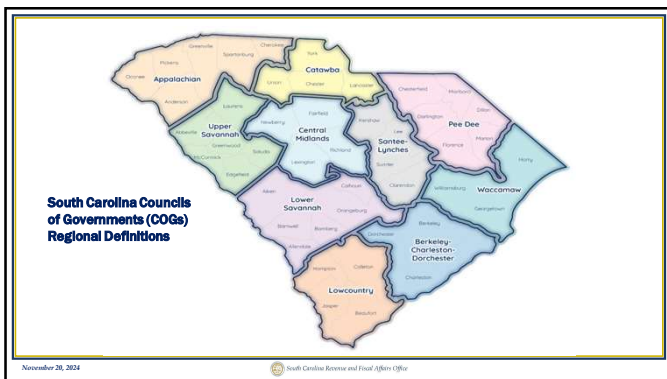 Cherokee
Greenville
Spartanburg
Pickens
Oconee
Appalachian
Anderson
York
Catawba
Union
Chester
Lancaster
Laurens
Upper
Savannah
Abbeville
Greenwood
Saluda
McCormick
Edgefield
Newberry
Fairfield
Central
Midlands
Richland
Lexington
Kershaw
Lee
Santee-
Lynches
Sumter
Clarendon
Chesterfield
Marlboro
Darlington
Dillon
Pee Dee
Marion
Florence
Horry
Williamsburg
Waccamaw
Georgetown
Aiken
Calhoun
Lower
Savannah
Orangeburg
Barnwell
Bamberg
Allendale
Dorchester
Berkeley
Berkeley-
Charleston-
Dorchester
Charleston
Hampton
Colleton
Lowcountry
Jasper
Beaufort
South Carolina Councils
of Governments (COGs)
Regional Definitions
November 20, 2024
South Carolina Revenue and Fiscal Affairs Office